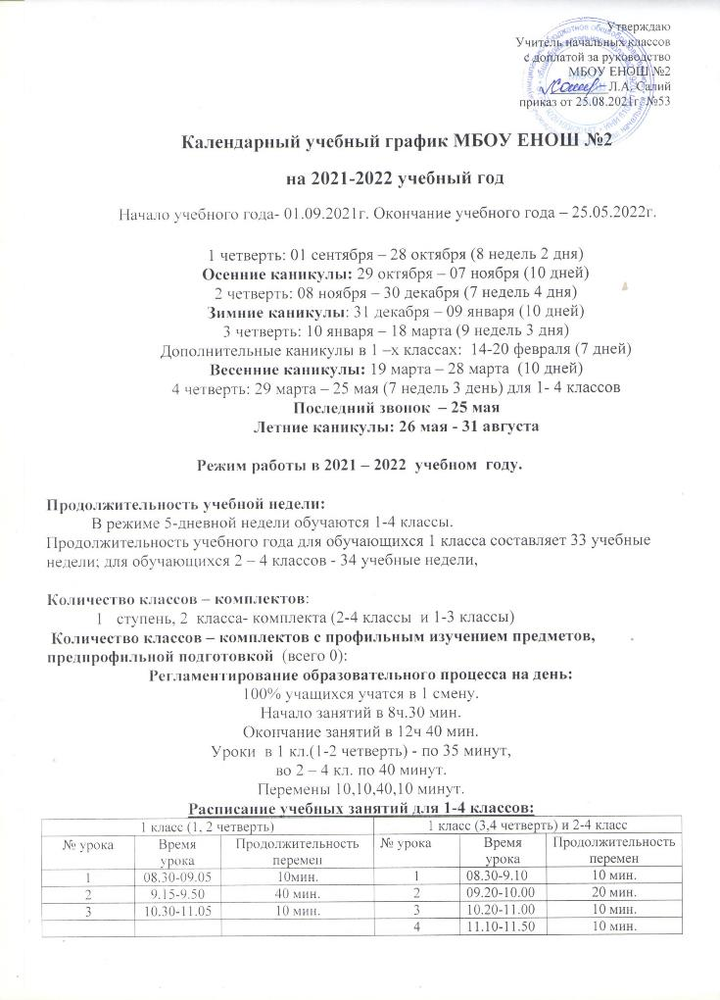 Утверждаю
Учитель начальных классов
с доплатой за руководство
МБОУ ЕНОШ №2
Л.А. Салий
приказ от 25.08.2021г. №53
Календарный учебный график МБОУ ЕНОШ №2
на 2021-2022 учебный год
Начало учебного года- 01.09.2021г. Окончание учебного года – 25.05.2022г.
1 четверть: 01 сентября – 28 октября (8 недель 2 дня)
Осенние каникулы: 29 октября – 07 ноября (10 дней)
2 четверть: 08 ноября – 30 декабря (7 недель 4 дня)
Зимние каникулы: 31 декабря – 09 января (10 дней)
3 четверть: 10 января – 18 марта (9 недель 3 дня)
Дополнительные каникулы в 1 –х классах: 14-20 февраля (7 дней)
Весенние каникулы: 19 марта – 28 марта (10 дней)
4 четверть: 29 марта – 25 мая (7 недель 3 день) для 1- 4 классов
Последний звонок – 25 мая
Летние каникулы: 26 мая - 31 августа
Режим работы в 2021 – 2022 учебном году.
Продолжительность учебной недели:
В режиме 5-дневной недели обучаются 1-4 классы.
Продолжительность учебного года для обучающихся 1 класса составляет 33 учебные
недели; для обучающихся 2 – 4 классов - 34 учебные недели,
Количество классов – комплектов:
1 ступень, 2 класса- комплекта (2-4 классы и 1-3 классы)
Количество классов – комплектов с профильным изучением предметов,
предпрофильной подготовкой (всего 0):
Регламентирование образовательного процесса на день:
100% учащихся учатся в 1 смену.
Начало занятий в 8ч.30 мин.
Окончание занятий в 12ч 40 мин.
Уроки в 1 кл.(1-2 четверть) - по 35 минут,
во 2 – 4 кл. по 40 минут.
Перемены 10,10,40,10 минут.
Расписание учебных занятий для 1-4 классов:
1 класс (1, 2 четверть) 1 класс (3,4 четверть) и 2-4 класс
№ урока Время урока Продолжительность перемен № урока Время урока Продолжительность перемен
1 08.30-09.05 10мин. 1 08.30-9.10 10 мин.
2 9.15-9.50 40 мин. 2 09.20-10.00 20 мин.
3 10.30-11.05 10 мин. 3 10.20-11.00 10 мин.
4 11.10-11.50 10 мин.